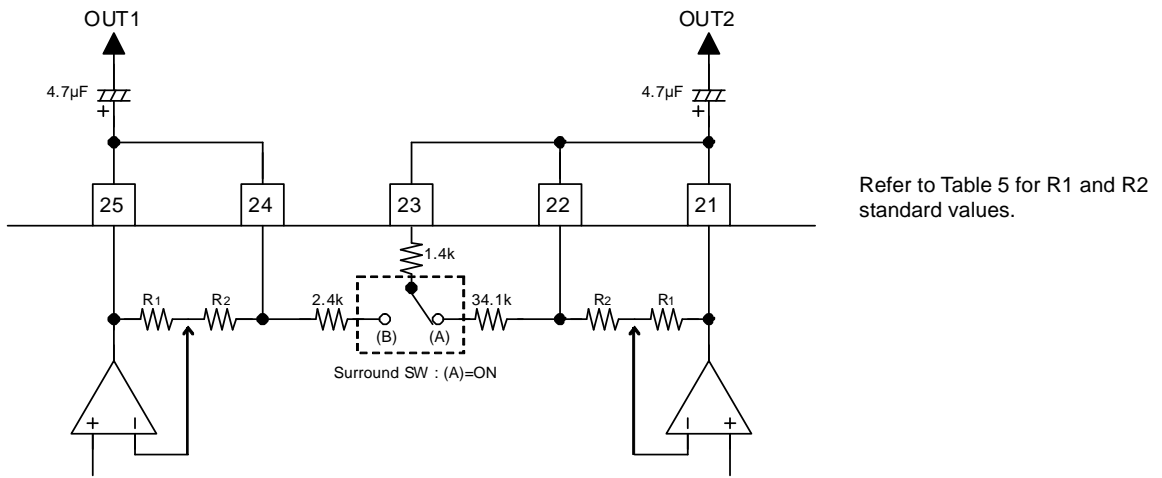 OUT1
OUT2
4.7µF
+
4.7µF
+
25
24
23
22
21
Refer to Table 5 for R1 and R2
standard values.
1.4k
R1
R2
2.4k
34.1k
R2
R1
(B)
(A)
Surround SW : (A)=ON
+
−
−
+